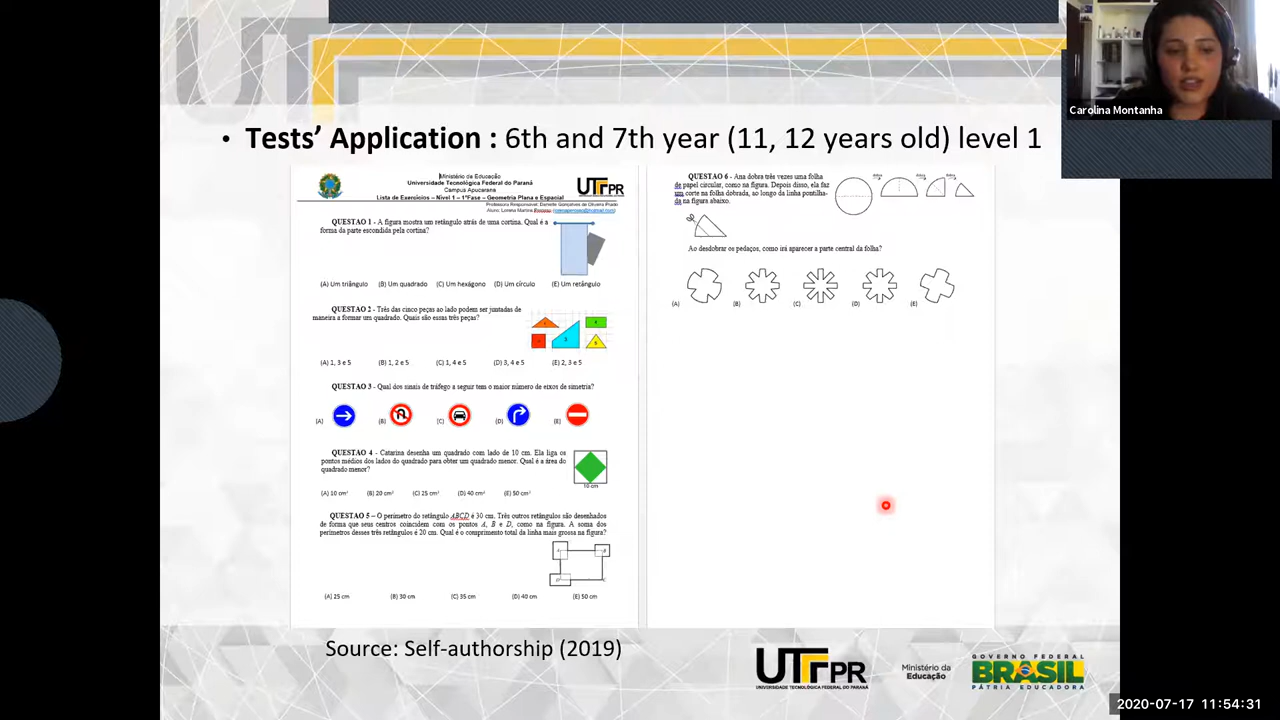 UTFPR
Carolina Montanha
• Tests’ Application : 6th and 7th year (11, 12 years old) level 1
Ministério da Educação
Universidade Tecnológica Federal do Paraná
Campus Apucarana
Lista de Exercícios – Nível 1 – 1ªFase – Geometria Plana e Espacial
UTFPR
QUESTÃO 1 - A figura mostra um retângulo atrás de uma cortina. Qual é a
forma da parte escondida pela cortina?
(A) Um triângulo (B) Um quadrado (C) Um hexágono (D) Um círculo (E) Um retângulo
QUESTÃO 2 - Três das cinco peças ao lado podem ser juntadas de
maneira a formar um quadrado. Quais são essas três peças?
(A) 1, 3 e 5 (B) 1, 2 e 5 (C) 1, 4 e 5 (D) 3, 4 e 5 (E) 2, 3 e 5
QUESTÃO 3 - Qual dos sinais de tráfego a seguir tem o maior número de eixos de simetria?
(A) (B) (C) (D) (E)
QUESTÃO 4 - Catarina desenha um quadrado com lado de 10 cm. Ela liga os
pontos médios dos lados do quadrado para obter um quadrado menor. Qual é a área do
quadrado menor?
10 cm
(A) 10 cm² (B) 20 cm² (C) 25 cm² (D) 40 cm² (E) 50 cm²
QUESTÃO 5 – O perímetro do retângulo ABCD é 30 cm. Três outros retângulos são desenhados
de forma que seus centros coincidem com os pontos A, B e D, como na figura. A soma dos
perímetros desses três retângulos é 20 cm. Qual é o comprimento total da linha mais grossa na figura?
(A) 25 cm (B) 30 cm (C) 35 cm (D) 40 cm (E) 50 cm
QUESTÃO 6 - Ana dobra três vezes uma folha
de papel circular, como na figura. Depois disso, ela faz
um corte na folha dobrada, ao longo da linha pontilha-
da na figura abaixo.
Ao desdobrar os pedaços, como irá aparecer a parte central da folha?
(A) (B) (C) (D) (E)
Source: Self-authorship (2019)
UTFPR
UNIVERSIDADE TECNOLÓGICA FEDERAL DO PARANÁ
Ministério da
Educação
GOVERNO FEDERAL
BRASIL
PÁTRIA EDUCADORA
2020-07-17 11:54:31